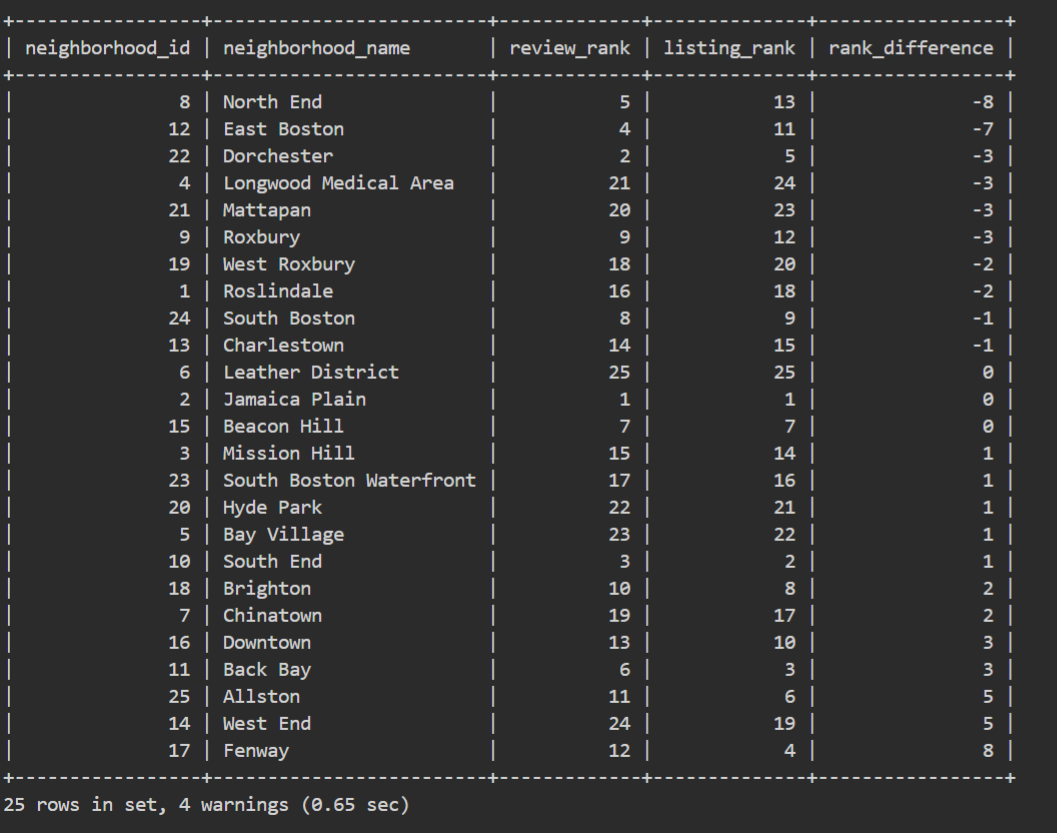 +-----------------+-------------------------+-------------+--------------+-----------------+
| neighborhood_id | neighborhood_name       | review_rank | listing_rank | rank_difference |
+-----------------+-------------------------+-------------+--------------+-----------------+
|               8 | North End               |           5 |           13 |              -8 |
|              12 | East Boston             |           4 |           11 |              -7 |
|              22 | Dorchester              |           2 |            5 |              -3 |
|               4 | Longwood Medical Area   |          21 |           24 |              -3 |
|              21 | Mattapan                |          20 |           23 |              -3 |
|               9 | Roxbury                 |           9 |           12 |              -3 |
|              19 | West Roxbury            |          18 |           20 |              -2 |
|               1 | Roslindale              |          16 |           18 |              -2 |
|              24 | South Boston            |           8 |            9 |              -1 |
|              13 | Charlestown             |          14 |           15 |              -1 |
|               6 | Leather District        |          25 |           25 |               0 |
|               2 | Jamaica Plain           |           1 |            1 |               0 |
|              15 | Beacon Hill             |           7 |            7 |               0 |
|               3 | Mission Hill            |          15 |           14 |               1 |
|              23 | South Boston Waterfront |          17 |           16 |               1 |
|              20 | Hyde Park               |          22 |           21 |               1 |
|               5 | Bay Village             |          23 |           22 |               1 |
|              10 | South End               |           3 |            2 |               1 |
|              18 | Brighton                |          10 |            8 |               2 |
|               7 | Chinatown               |          19 |           17 |               2 |
|              16 | Downtown                |          13 |           10 |               3 |
|              11 | Back Bay                |           6 |            3 |               3 |
|              25 | Allston                 |          11 |            6 |               5 |
|              14 | West End                |          24 |           19 |               5 |
|              17 | Fenway                  |          12 |            4 |               8 |
+-----------------+-------------------------+-------------+--------------+-----------------+
25 rows in set, 4 warnings (0.65 sec)